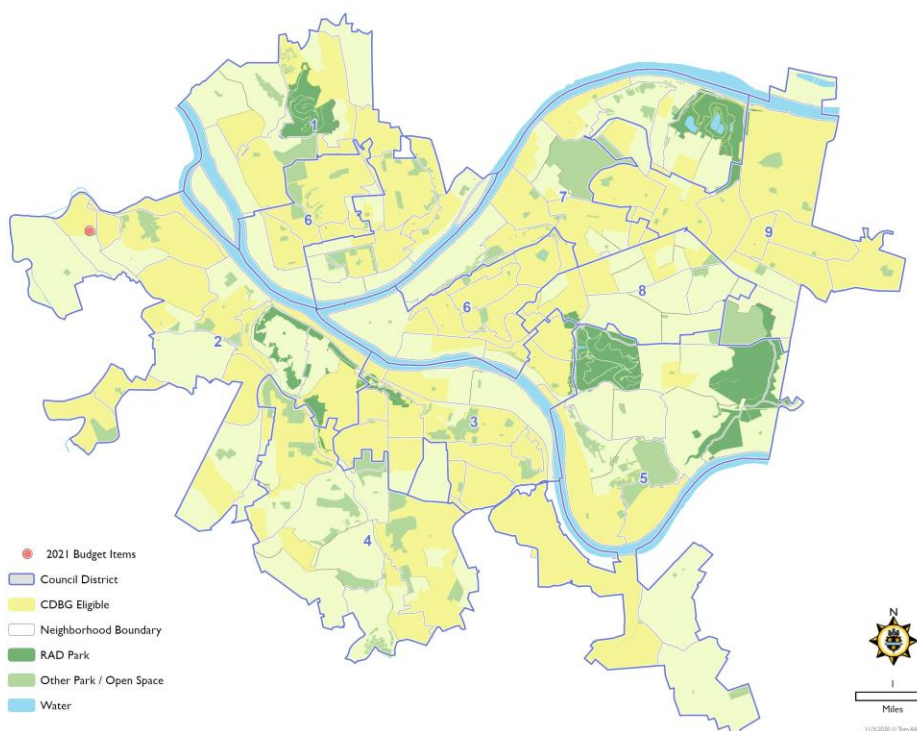 1
6
7
9
8
6
2
3
5
4
2021 Budget Items
Council District
CDBG Eligible
Neighborhood Boundary
RAD Park
Other Park / Open Space
Water
N
1
Miles